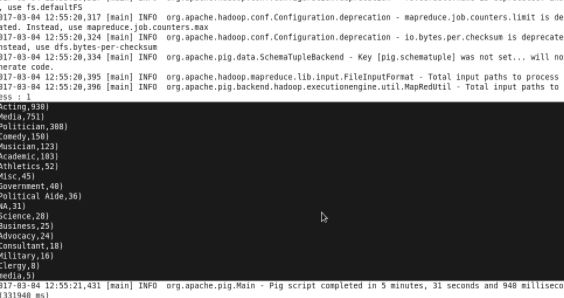 , use fs.defaultFS
017-03-04 12:55:20,317 [main] INFO org.apache.hadoop.conf.Configuration.deprecation - mapreduce.job.counters.limit is de
ated. Instead, use mapreduce.job.counters.max
017-03-04 12:55:20,324 [main] INFO org.apache.hadoop.conf.Configuration.deprecation - io.bytes.per.checksum is deprecate
nstead, use dfs.bytes-per-checksum
017-03-04 12:55:20,334 [main] INFO org.apache.pig.data.SchemaTupleBackend - Key [pig.schematuple] was not set... will no
nerate code.
017-03-04 12:55:20,395 [main] INFO org.apache.hadoop.mapreduce.lib.input.FileInputFormat - Total input paths to process
017-03-04 12:55:20,396 [main] INFO org.apache.pig.backend.hadoop.executionengine.util.MapRedUtil - Total input paths to
ess : 1
Acting,930)
Media,751)
Politician,308)
Comedy,150)
Musician,123)
Academic,103)
Athletics,52)
Misc,45)
Government,40)
Political Aide,36)
NA,31)
Science,28)
Business,25)
Advocacy,24)
Consultant,18)
Military,16)
Clergy,8)
media,5)
017-03-04 12:55:21,431 [main] INFO org.apache.pig.Main - Pig script completed in 5 minutes, 31 seconds and 940 milliseco
(331940 ms)